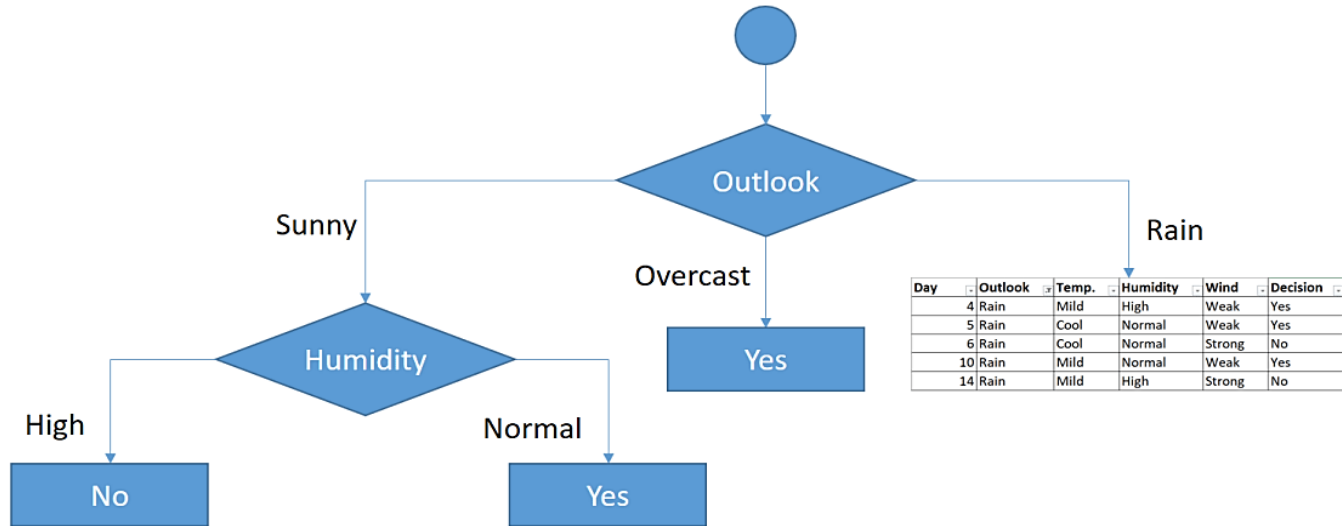 Outlook
Sunny
Rain
Overcast
Day Outlook Temp. Humidity Wind Decision
4 Rain Mild High Weak Yes
5 Rain Cool Normal Weak Yes
6 Rain Cool Normal Strong No
10 Rain Mild Normal Weak Yes
14 Rain Mild High Strong No
Humidity
Yes
High
Normal
No
Yes